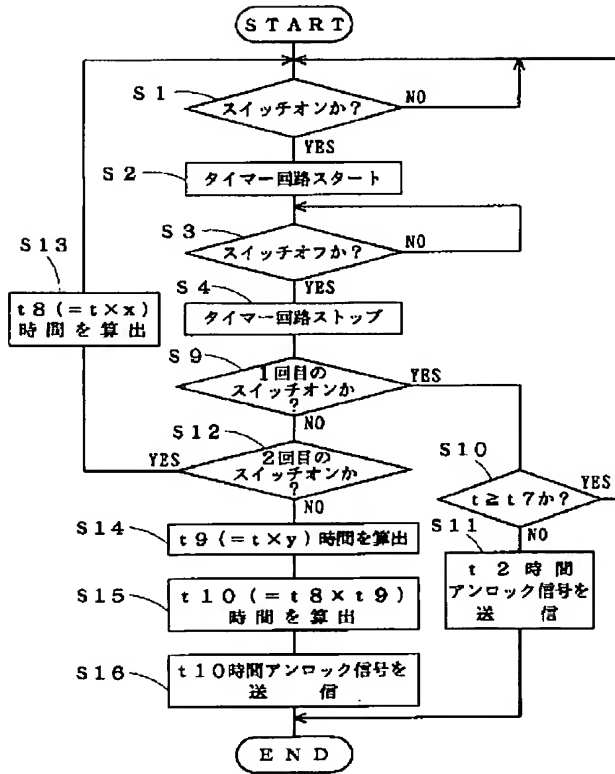 START
S1
スイッチオンか?
NO
YES
S2
タイマー回路スタート
S3
スイッチオフか?
NO
YES
S4
タイマー回路ストップ
S9
1回目の
スイッチオンか
?
YES
NO
S12
2回目の
スイッチオンか
?
YES
NO
S13
t8(=t×x)
時間を算出
S10
t≧t7か?
YES
NO
S11
t2時間
アンロック信号を
送信
S14
t9(=t×y)時間を算出
S15
t10(=t8×t9)
時間を算出
S16
t10時間アンロック信号を
送信
END